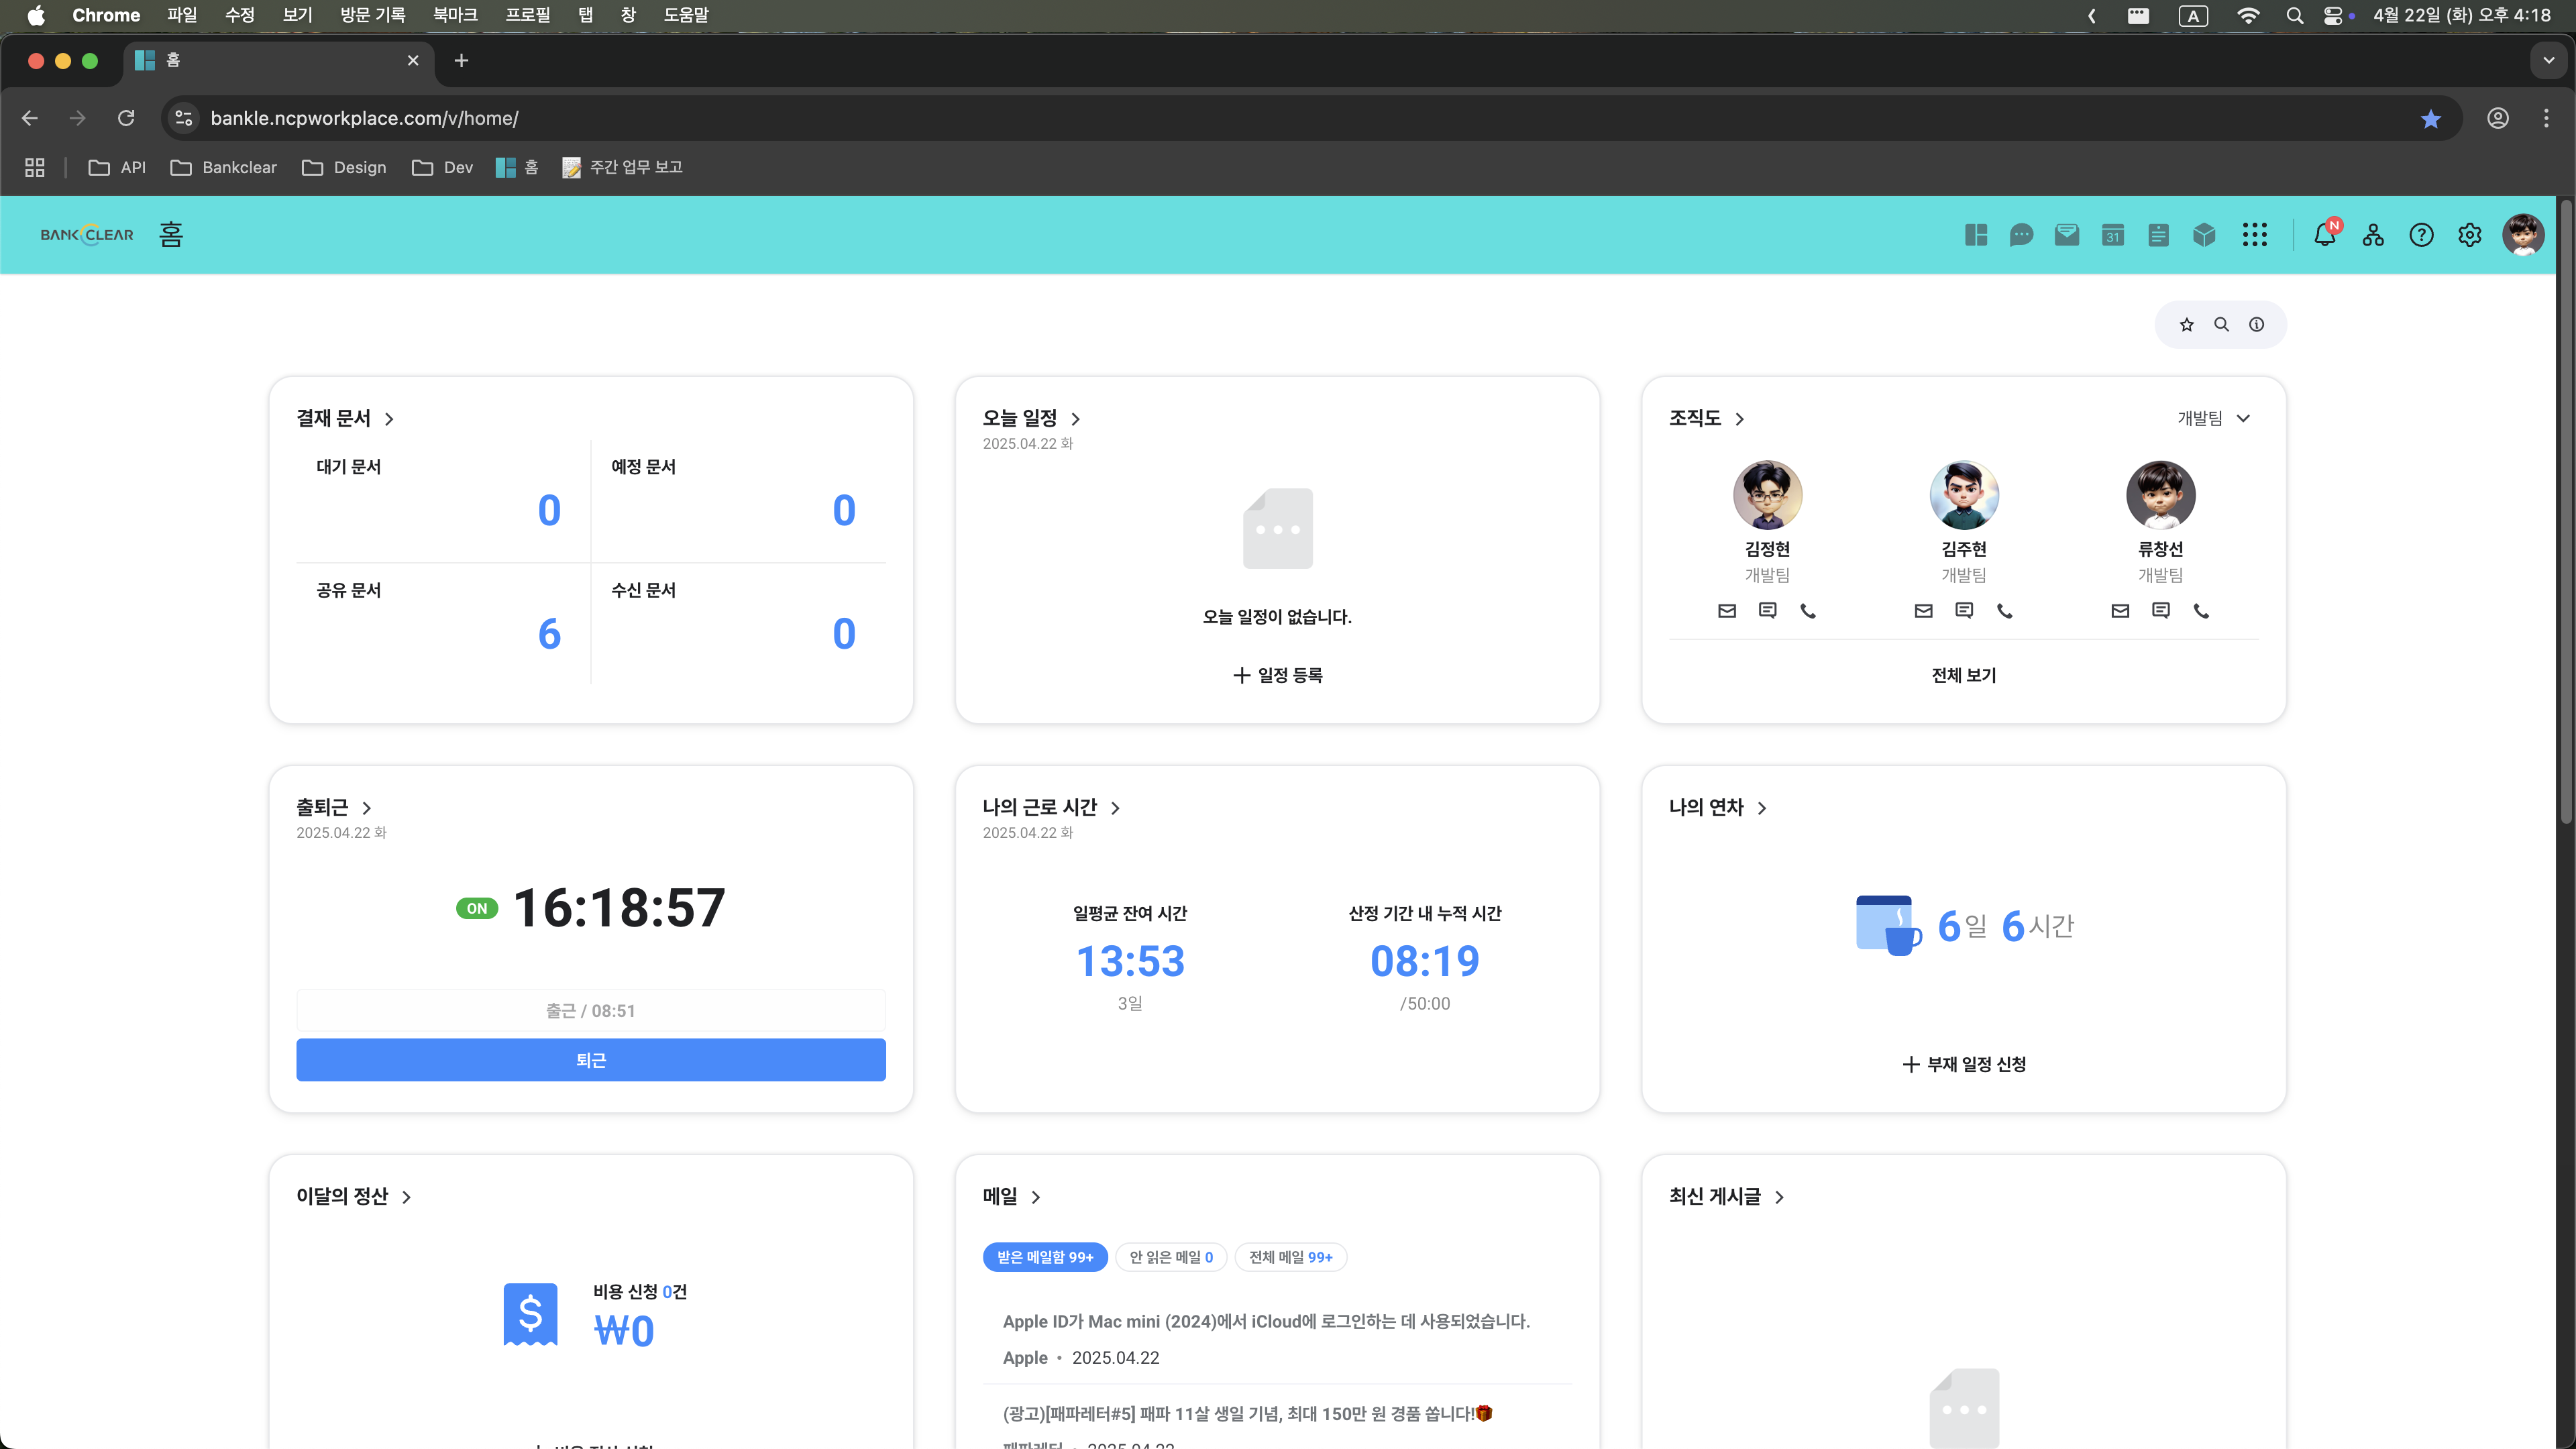 Chrome 파일 수정 보기 방문 기록 북마크 프로필 탭 창 도움말 A 4월 22일 (화) 오후 4:18
홈
bankle.ncpworkplace.com/v/home/
API Bankclear Design Dev 홈 주간 업무 보고
BANKCLEAR 홈 31 N
결재 문서
대기 문서 예정 문서
0 0
공유 문서 수신 문서
6 0
오늘 일정
2025.04.22 화
오늘 일정이 없습니다.
일정 등록
조직도 개발팀
김정현 김주현 류창선
개발팀 개발팀 개발팀
전체 보기
출퇴근
2025.04.22 화
ON 16:18:57
출근 / 08:51
퇴근
나의 근로 시간
2025.04.22 화
일평균 잔여 시간 산정 기간 내 누적 시간
13:53 08:19
3일 /50:00
나의 연차
6일 6시간
부재 일정 신청
이달의 정산
비용 신청 0건
₩0
메일
받은 메일함 99+ 안 읽은 메일 0 전체 메일 99+
Apple ID가 Mac mini (2024)에서 iCloud에 로그인하는 데 사용되었습니다.
Apple • 2025.04.22
(광고)[패파레터#5] 패파 11살 생일 기념, 최대 150만 원 경품 쏩니다!🎁
패파레터 • 2025.04.22
최신 게시글